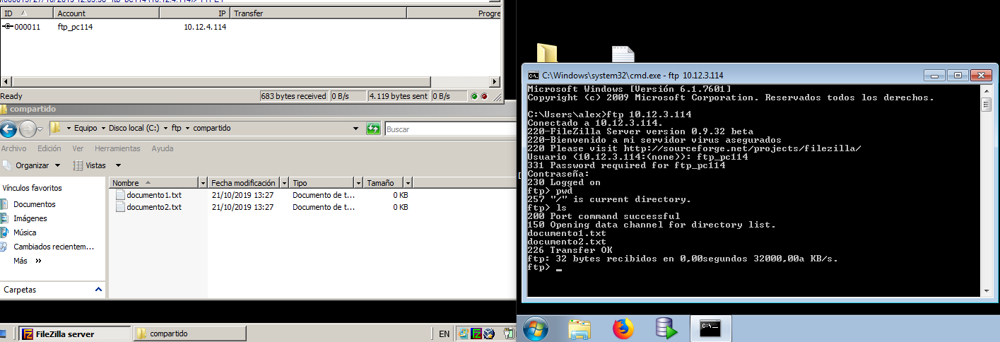 ID Account IP Transfer Progre
000011 ftp_pc114 10.12.4.114
Ready 683 bytes received 0 B/s 4.119 bytes sent 0 B/s
compartido
Equipo Disco local (C:) ftp compartido Buscar
Archivo Edición Ver Herramientas Ayuda
Organizar Vistas
Vínculos favoritos
Documentos
Imágenes
Música
Cambiados recientem...
Más »
Carpetas
Nombre Fecha modificación Tipo Tamaño
documento1.txt 21/10/2019 13:27 Documento de t... 0 KB
documento2.txt 21/10/2019 13:27 Documento de t... 0 KB
FileZilla server compartido EN
C:\Windows\system32\cmd.exe - ftp 10.12.3.114
Microsoft Windows [Versión 6.1.7601]
Copyright (c) 2009 Microsoft Corporation. Reservados todos los derechos.
C:\Users\alex>ftp 10.12.3.114
Conectado a 10.12.3.114.
220-FileZilla Server version 0.9.32 beta
220-Bienvenido a mi servidor virus asegurados
220 Please visit http://sourceforge.net/projects/filezilla/
Usuario (10.12.3.114:(none)): ftp_pc114
331 Password required for ftp_pc114
Contraseña:
230 Logged on
ftp> pwd
257 "/" is current directory.
ftp> ls
200 Port command successful
150 Opening data channel for directory list.
documento1.txt
documento2.txt
226 Transfer OK
ftp: 32 bytes recibidos en 0,00segundos 32000,00a KB/s.
ftp> _